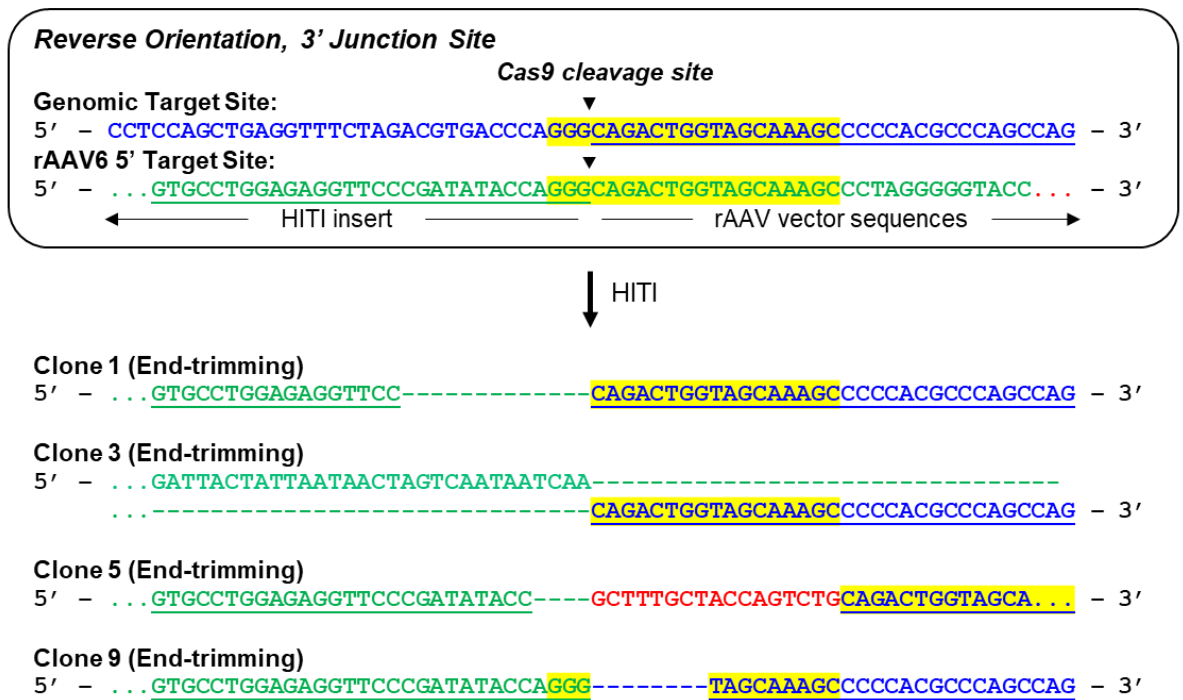 Reverse Orientation, 3’ Junction Site
Cas9 cleavage site
▼
Genomic Target Site:
5’ – CCTCCAGCTGAGGTTTCTAGACGTGACCCAGGGCAGACTGGTAGCAAAGCCCCCACGCCCAGCCAG – 3’
rAAV6 5’ Target Site: ▼
5’ – ...GTGCCTGGAGAGGTTCCCGATATACCAGGGCAGACTGGTAGCAAAGCCCTAGGGGGTACC... – 3’
HITI insert rAAV vector sequences
HITI
Clone 1 (End-trimming)
5’ – ...GTGCCTGGAGAGGTTCC-------------CAGACTGGTAGCAAAGCCCCCACGCCCAGCCAG – 3’
Clone 3 (End-trimming)
5’ – ...GATTACTATTAATAACTAGTCAATAATCAA--------------------------------
...------------------------------CAGACTGGTAGCAAAGCCCCCACGCCCAGCCAG – 3’
Clone 5 (End-trimming)
5’ – ...GTGCCTGGAGAGGTTCCCGATATACC----GCTTTGCTACCAGTCTGCAGACTGGTAGCA... – 3’
Clone 9 (End-trimming)
5’ – ...GTGCCTGGAGAGGTTCCCGATATACCAGGG--------TAGCAAAGCCCCCACGCCCAGCCAG – 3’